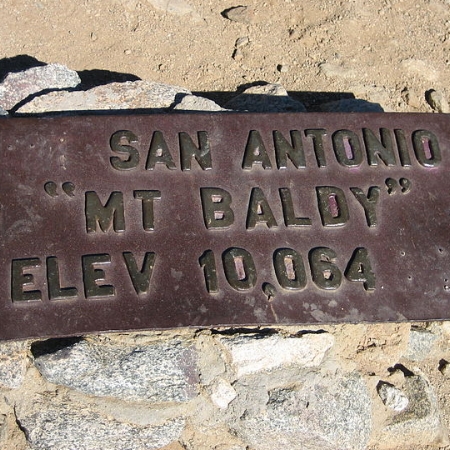 SAN ANTONIO
"MT BALDY"
ELEV 10,064